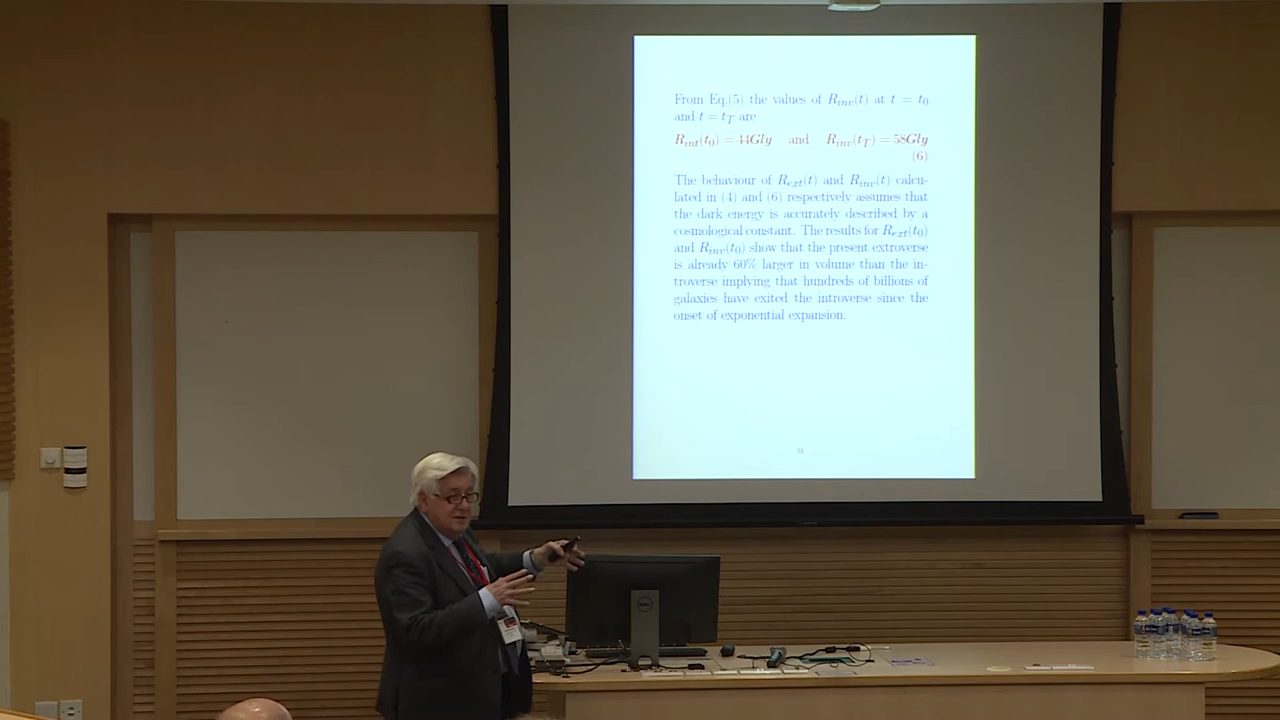 From Eq.(5) the values of R_inv(t) at t = t_0
and t = t_T are
R_int(t_0) = 44Gly and R_inv(t_T) = 58Gly
(6)
The behaviour of R_ext(t) and R_inv(t) calcu-
lated in (4) and (6) respectively assumes that
the dark energy is accurately described by a
cosmological constant. The results for R_ext(t_0)
and R_inv(t_0) show that the present extroverse
is already 60% larger in volume than the in-
troverse implying that hundreds of billions of
galaxies have exited the introverse since the
onset of exponential expansion.
DELL